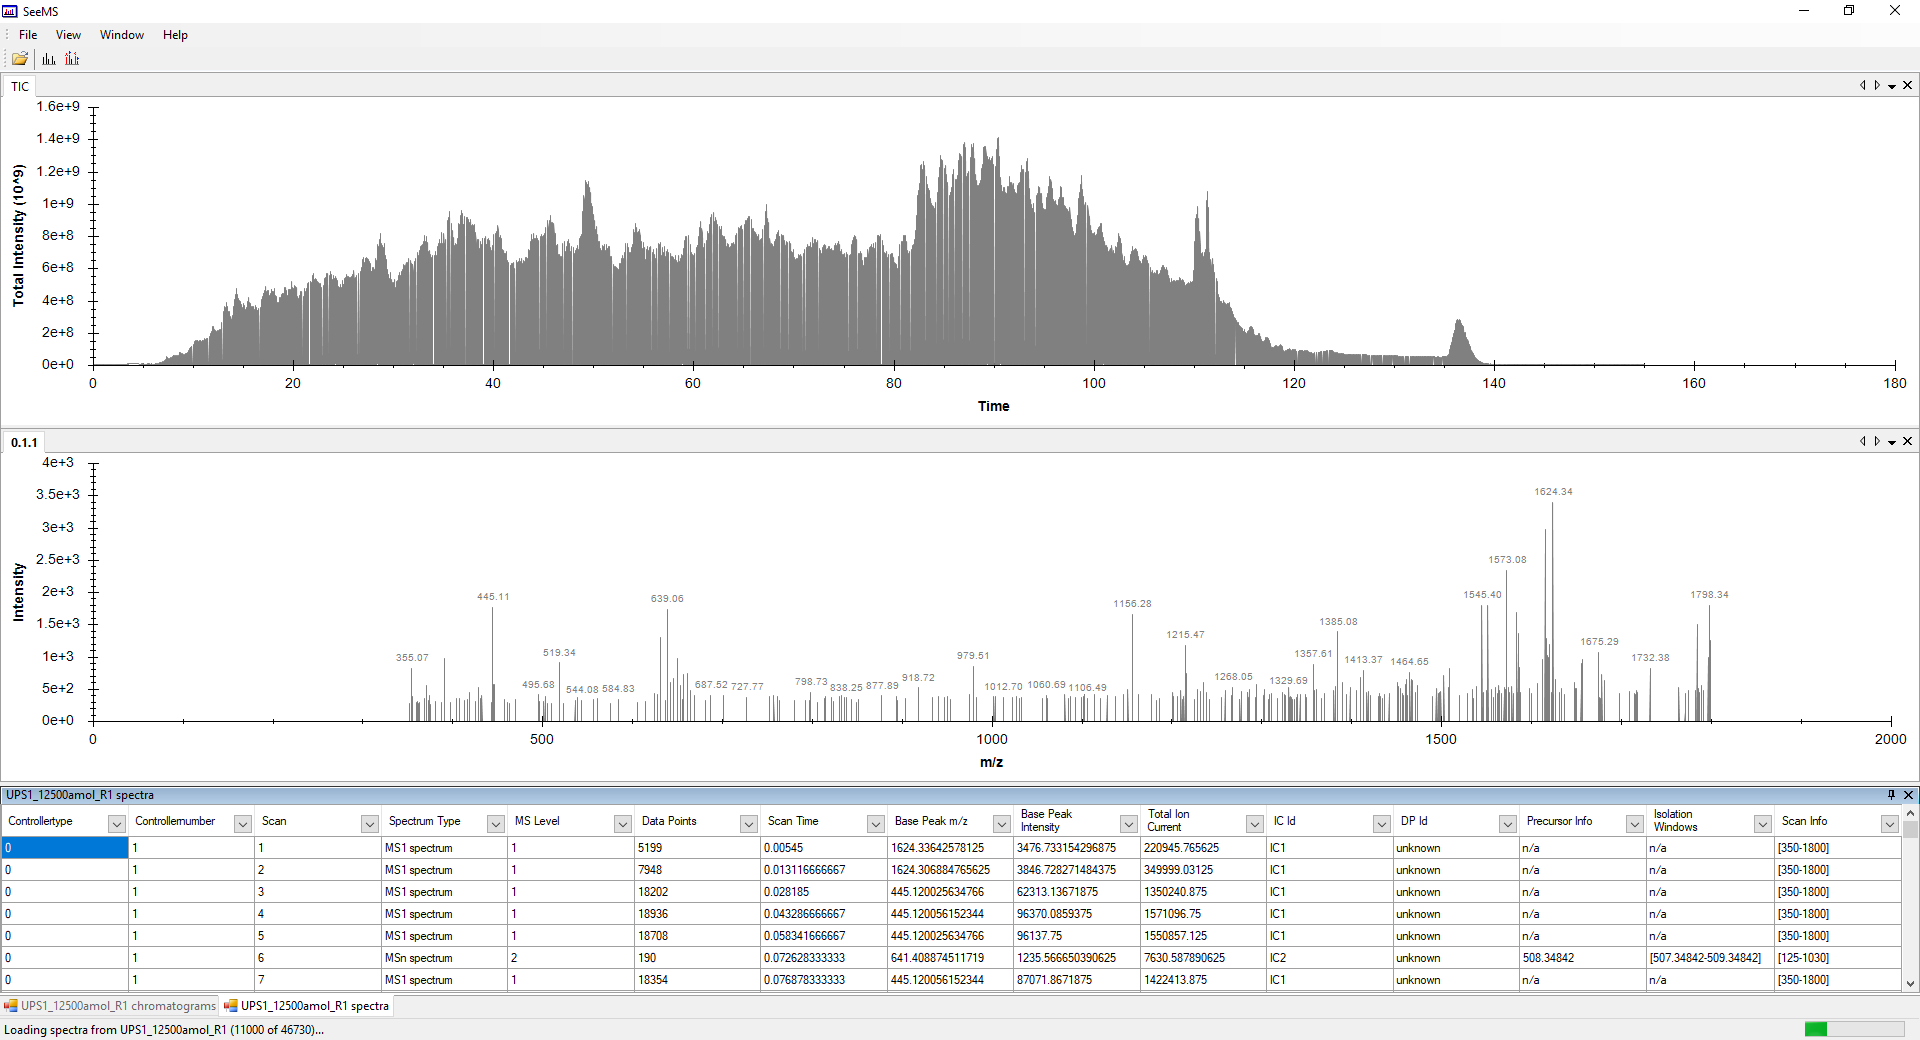 SeeMS
File View Window Help
TIC
1.6e+9
1.4e+9
1.2e+9
1e+9
8e+8
6e+8
4e+8
2e+8
0e+0
Total Intensity (10^9)
0 20 40 60 80 100 120 140 160 180
Time
0.1.1
4e+3
3.5e+3
3e+3
2.5e+3
2e+3
1.5e+3
1e+3
5e+2
0e+0
Intensity
1624.34
1573.08
445.11 639.06 1156.28 1545.40 1798.34
1215.47 1385.08
355.07 519.34 979.51 1357.61 1413.37 1464.65 1675.29 1732.38
495.68 544.08 584.83 687.52 727.77 798.73 838.25 877.89 918.72 1012.70 1060.69 1106.49 1268.05 1329.69
0 500 1000 1500 2000
m/z
UPS1_12500amol_R1 spectra
Controllertype Controllernumber Scan Spectrum Type MS Level Data Points Scan Time Base Peak m/z Base Peak Intensity Total Ion Current IC Id DP Id Precursor Info Isolation Windows Scan Info
0 1 1 MS1 spectrum 1 5199 0.00545 1624.33642578125 3476.733154296875 220945.765625 IC1 unknown n/a n/a [350-1800]
0 1 2 MS1 spectrum 1 7948 0.013116666667 1624.306884765625 3846.728271484375 349999.03125 IC1 unknown n/a n/a [350-1800]
0 1 3 MS1 spectrum 1 18202 0.028185 445.120025634766 62313.13671875 1350240.875 IC1 unknown n/a n/a [350-1800]
0 1 4 MS1 spectrum 1 18936 0.043286666667 445.120056152344 96370.0859375 1571096.75 IC1 unknown n/a n/a [350-1800]
0 1 5 MS1 spectrum 1 18708 0.058341666667 445.120025634766 96137.75 1550857.125 IC1 unknown n/a n/a [350-1800]
0 1 6 MSn spectrum 2 190 0.072628333333 641.408874511719 1235.566650390625 7630.587890625 IC2 unknown 508.34842 [507.34842-509.34842] [125-1030]
0 1 7 MS1 spectrum 1 18354 0.076878333333 445.120056152344 87071.8671875 1422413.875 IC1 unknown n/a n/a [350-1800]
UPS1_12500amol_R1 chromatograms UPS1_12500amol_R1 spectra
Loading spectra from UPS1_12500amol_R1 (11000 of 46730)...